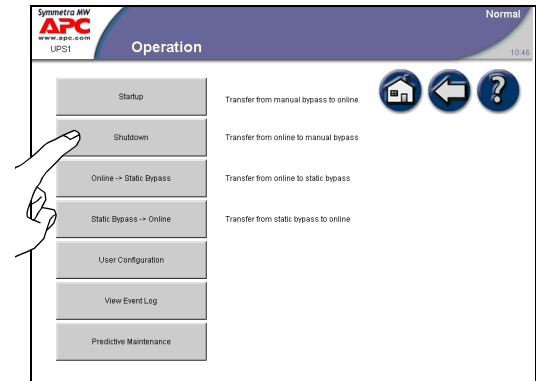 Symmetra MW
APC
www.apc.com
UPS1
Operation
Normal
10:46
Startup
Transfer from manual bypass to online
Shutdown
Transfer from online to manual bypass
Online -> Static Bypass
Transfer from online to static bypass
Static Bypass -> Online
Transfer from static bypass to online
User Configuration
View Event Log
Predictive Maintenance
?